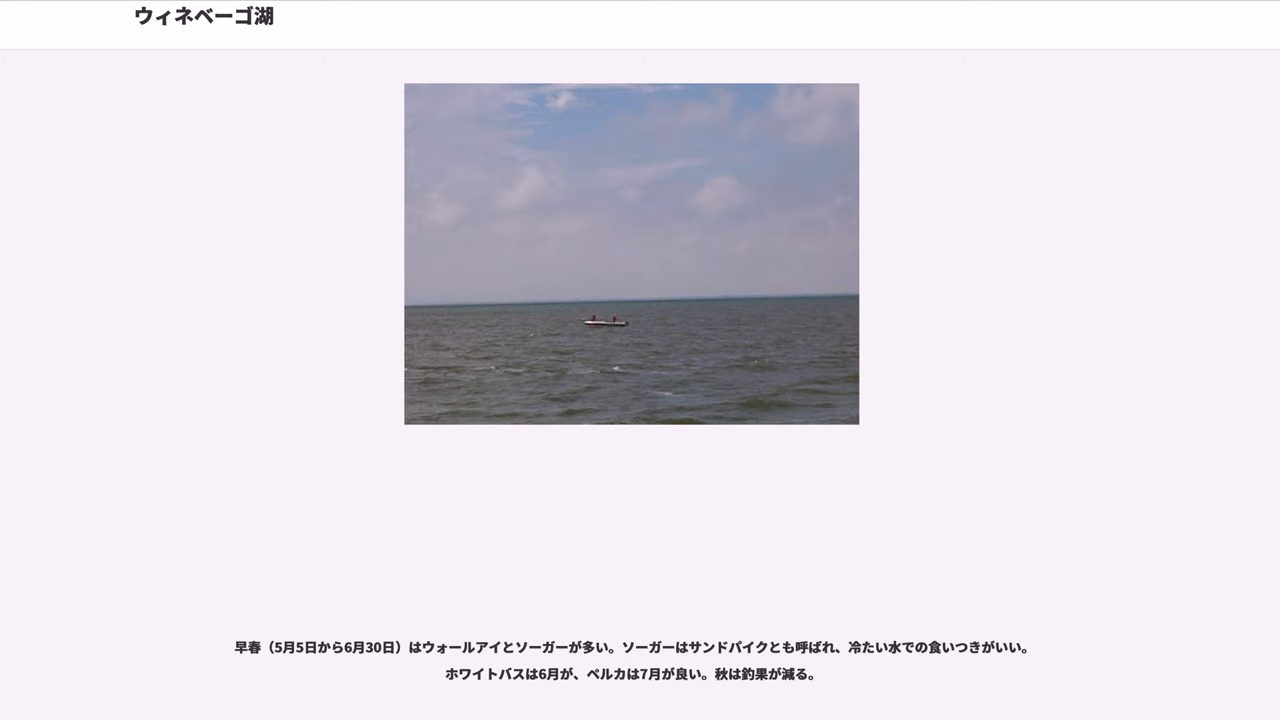 ウィネベーゴ湖
早春（5月5日から6月30日）はウォールアイとソーガーが多い。ソーガーはサンドパイクとも呼ばれ、冷たい水での食いつきがいい。
ホワイトバスは6月が、ペルカは7月が良い。秋は釣果が減る。